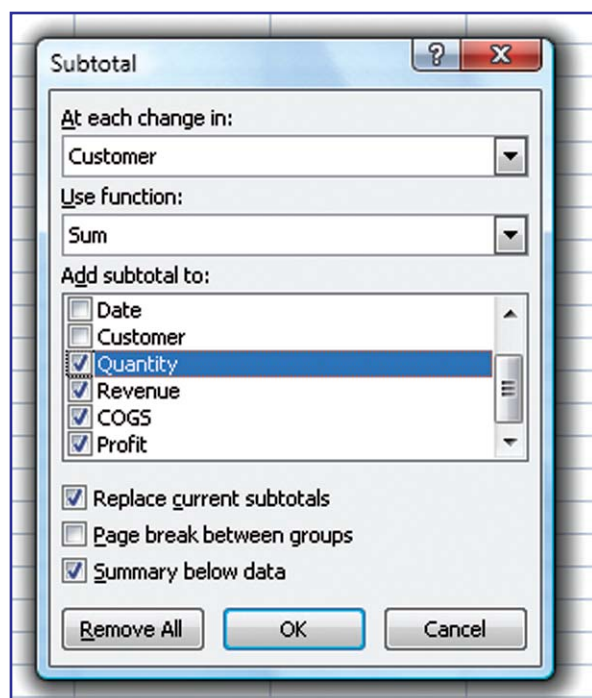 Subtotal
At each change in:
Customer
Use function:
Sum
Add subtotal to:
Date
Customer
Quantity
Revenue
COGS
Profit
Replace current subtotals
Page break between groups
Summary below data
Remove All OK Cancel